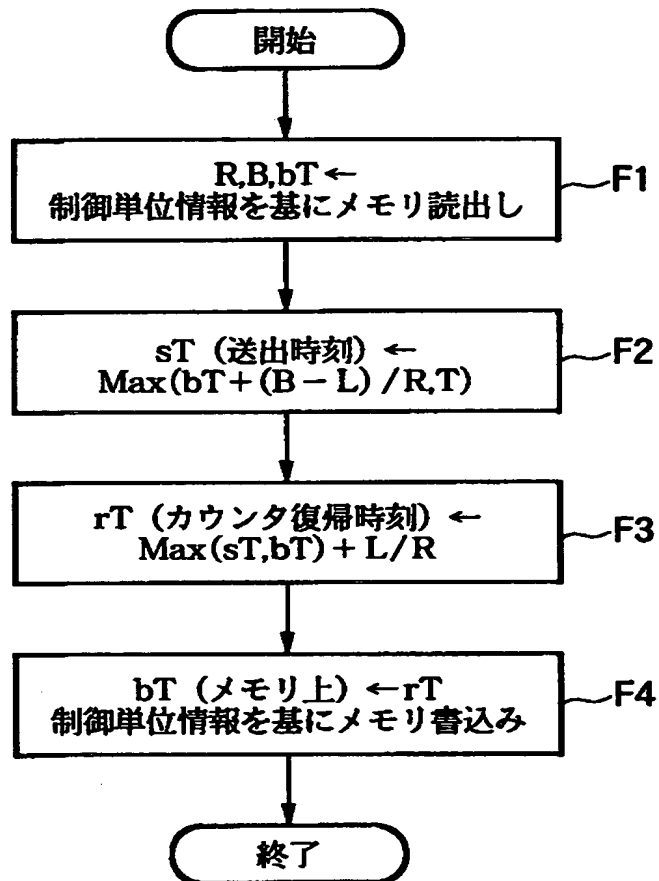 開始
R,B,bT←
制御単位情報を基にメモリ読出し
F1
sT（送出時刻）←
Max(bT+(B−L)/R,T)
F2
rT（カウンタ復帰時刻）←
Max(sT,bT)+L/R
F3
bT（メモリ上）←rT
制御単位情報を基にメモリ書込み
F4
終了